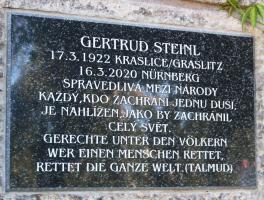 GERTRUD STEINL
17.3.1922 KRASLICE/GRASLITZ
16.3.2020 NÜRNBERG
SPRAVEDLIVÁ MEZI NÁRODY
KAŽDÝ,KDO ZACHRÁNÍ JEDNU DUŠI,
JE NAHLÍŽEN,JAKO BY ZACHRÁNIL
CELÝ SVĚT.
GERECHTE UNTER DEN VÖLKERN
WER EINEN MENSCHEN RETTET,
RETTET DIE GANZE WELT.(TALMUD)